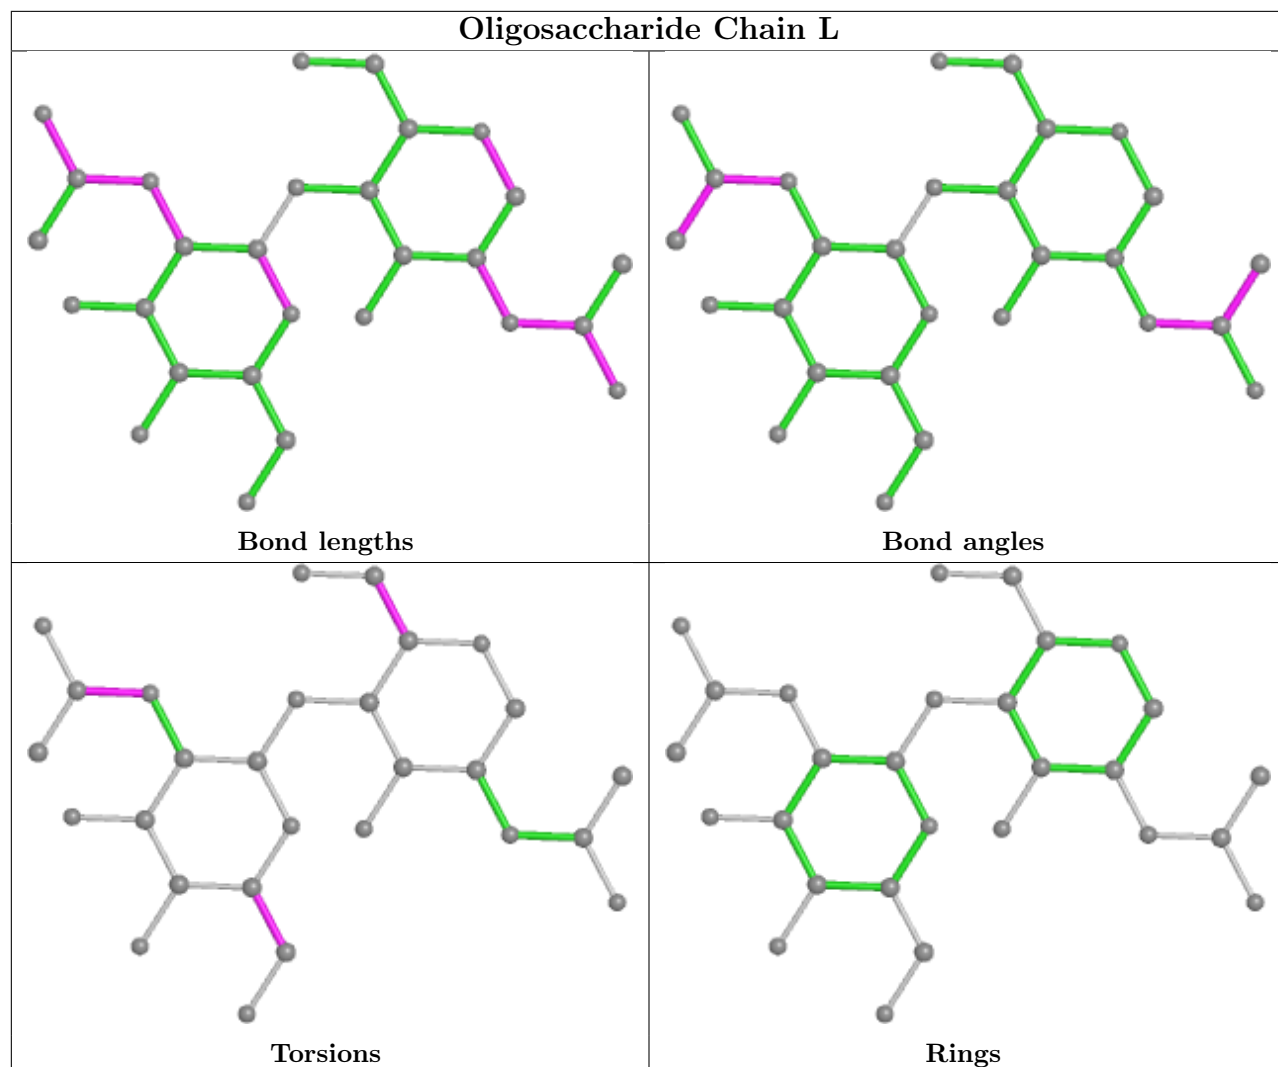 Oligosaccharide Chain L
Bond lengths
Bond angles
Torsions
Rings